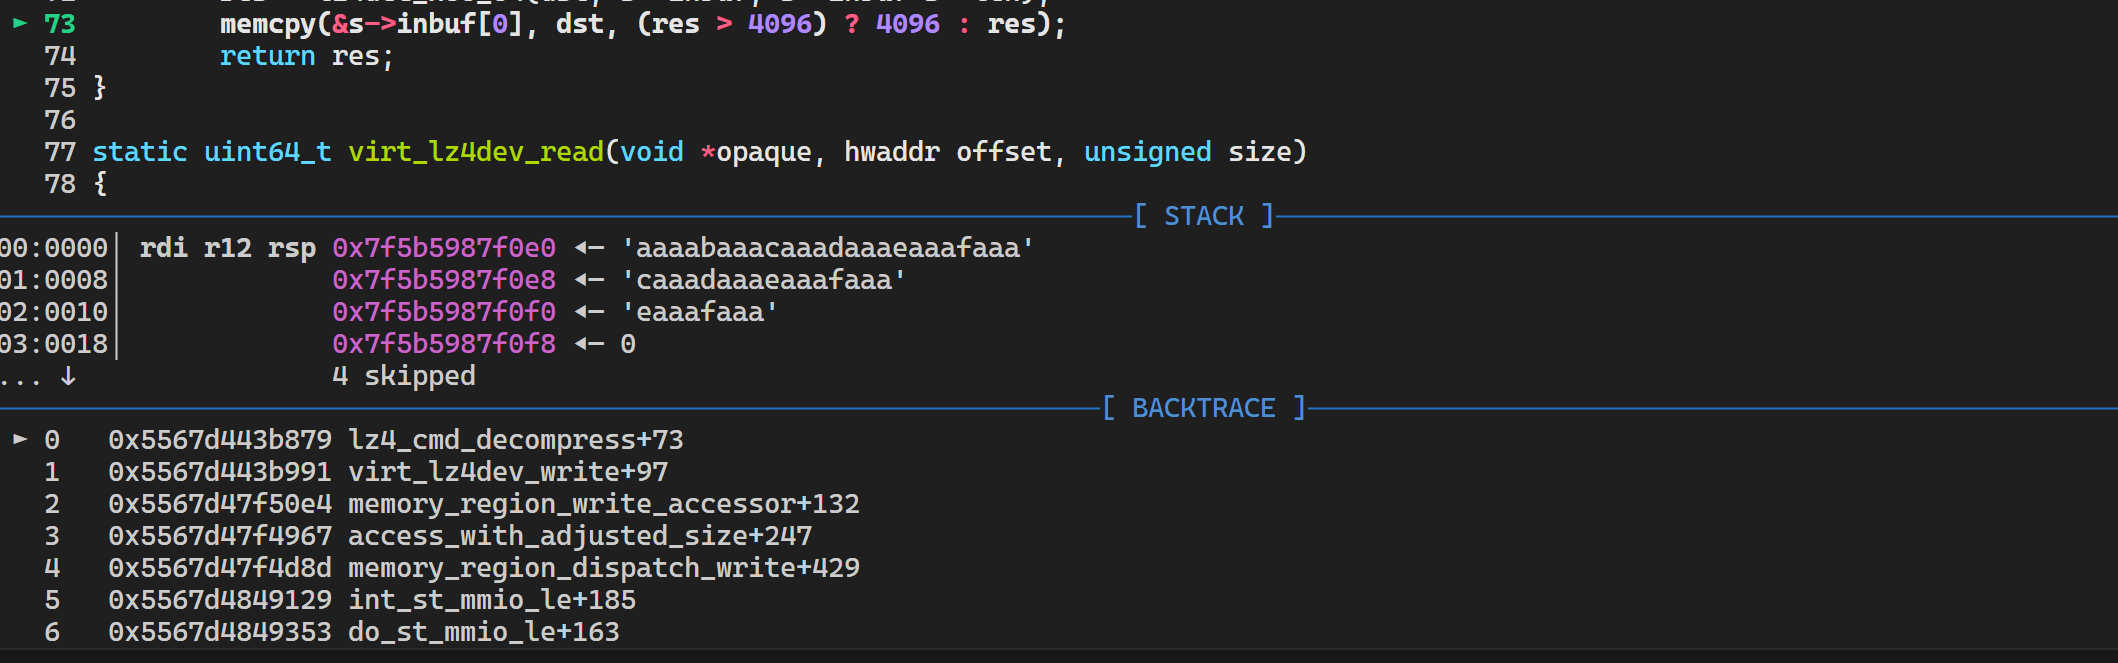 ► 73 memcpy(&s->inbuf[0], dst, (res > 4096) ? 4096 : res);
74 return res;
75 }
76
77 static uint64_t virt_lz4dev_read(void *opaque, hwaddr offset, unsigned size)
78 {
[ STACK ]
00:0000│ rdi r12 rsp 0x7f5b5987f0e0 ◂— 'aaaabaaacaaadaaaeaaafaaa'
01:0008│ 0x7f5b5987f0e8 ◂— 'caaadaaaeaaafaaa'
02:0010│ 0x7f5b5987f0f0 ◂— 'eaaafaaa'
03:0018│ 0x7f5b5987f0f8 ◂— 0
... ↓ 4 skipped
[ BACKTRACE ]
► 0 0x5567d443b879 lz4_cmd_decompress+73
1 0x5567d443b991 virt_lz4dev_write+97
2 0x5567d47f50e4 memory_region_write_accessor+132
3 0x5567d47f4967 access_with_adjusted_size+247
4 0x5567d47f4d8d memory_region_dispatch_write+429
5 0x5567d4849129 int_st_mmio_le+185
6 0x5567d4849353 do_st_mmio_le+163